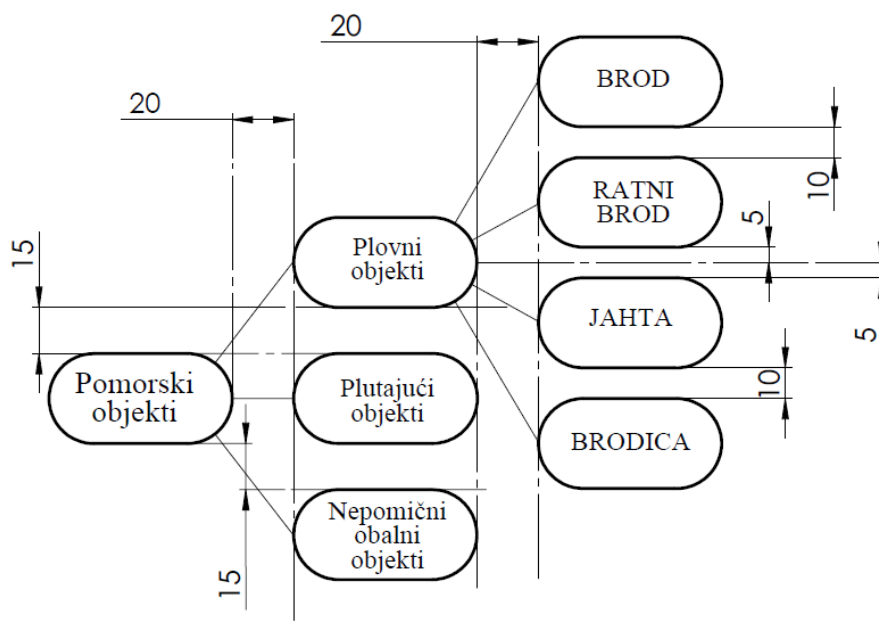 20
BROD
20
10
RATNI
BROD
5
15
Plovni
objekti
JAHTA
5
Pomorski
objekti
Plutajući
objekti
10
BRODICA
Nepomični
obalni
objekti
15